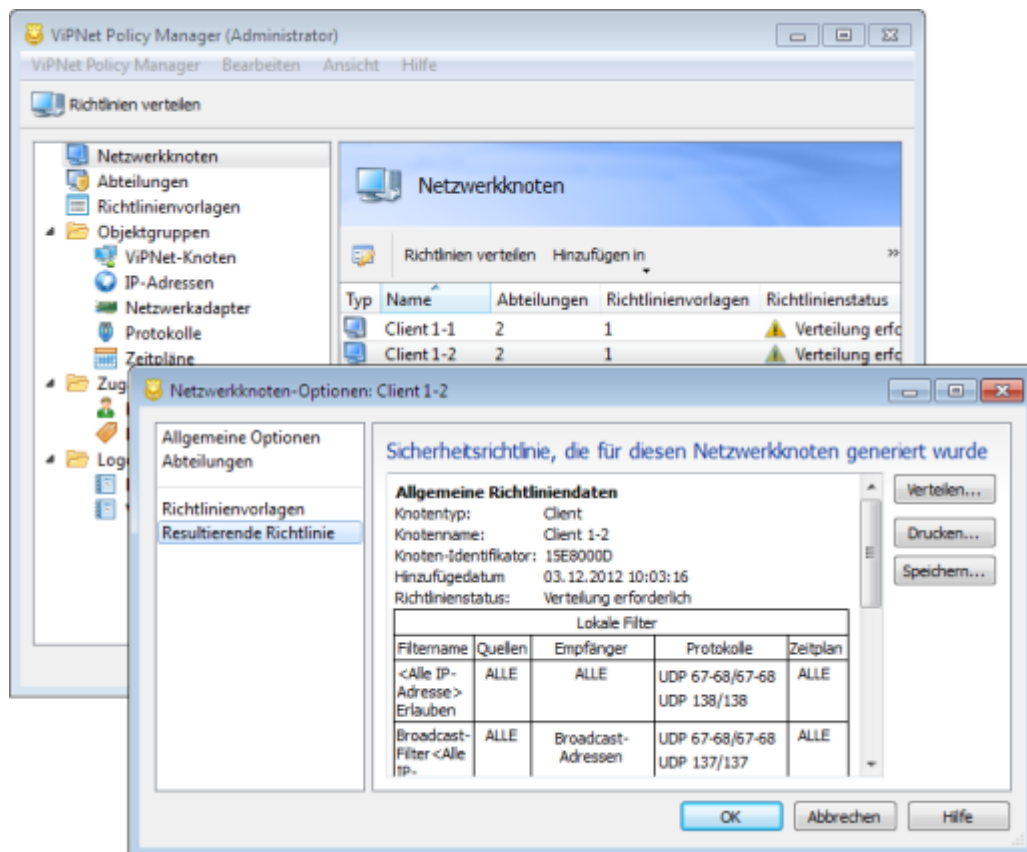 ViPNet Policy Manager (Administrator)
ViPNet Policy Manager Bearbeiten Ansicht Hilfe
Richtlinien verteilen
Netzwerkknoten
Abteilungen
Richtlinienvorlagen
Objektgruppen
ViPNet-Knoten
IP-Adressen
Netzwerkadapter
Protokolle
Zeitpläne
Zug
Log
Netzwerkknoten
Richtlinien verteilen Hinzufügen in »
Typ Name Abteilungen Richtlinienvorlagen Richtlinienstatus
Client 1-1 2 1 Verteilung erfo
Client 1-2 2 1 Verteilung erfo
Netzwerkknoten-Optionen: Client 1-2
Allgemeine Optionen
Abteilungen
Richtlinienvorlagen
Resultierende Richtlinie
Sicherheitsrichtlinie, die für diesen Netzwerkknoten generiert wurde
Allgemeine Richtliniendaten
Knotentyp: Client
Knotenname: Client 1-2
Knoten-Identifikator: 15E8000D
Hinzufügedatum 03.12.2012 10:03:16
Richtlinienstatus: Verteilung erforderlich
Lokale Filter
Filtername Quellen Empfänger Protokolle Zeitplan
<Alle IP-
Adresse>
Erlauben
ALLE
ALLE
UDP 67-68/67-68
UDP 138/138
ALLE
Broadcast-
Filter<Alle
IP-
ALLE
Broadcast-
Adressen
UDP 67-68/67-68
UDP 137/137
ALLE
Verteilen...
Drucken...
Speichern...
OK Abbrechen Hilfe